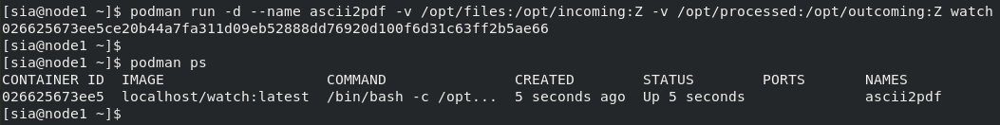 [sia@node1 ~]$ podman run -d --name ascii2pdf -v /opt/files:/opt/incoming:Z -v /opt/processed:/opt/outcoming:Z watch
026625673ee5ce20b44a7fa311d09eb52888dd76920d100f6d31c63ff2b5ae66
[sia@node1 ~]$
[sia@node1 ~]$ podman ps
CONTAINER ID  IMAGE                   COMMAND               CREATED        STATUS        PORTS       NAMES
026625673ee5  localhost/watch:latest  /bin/bash -c /opt...  5 seconds ago  Up 5 seconds              ascii2pdf
[sia@node1 ~]$